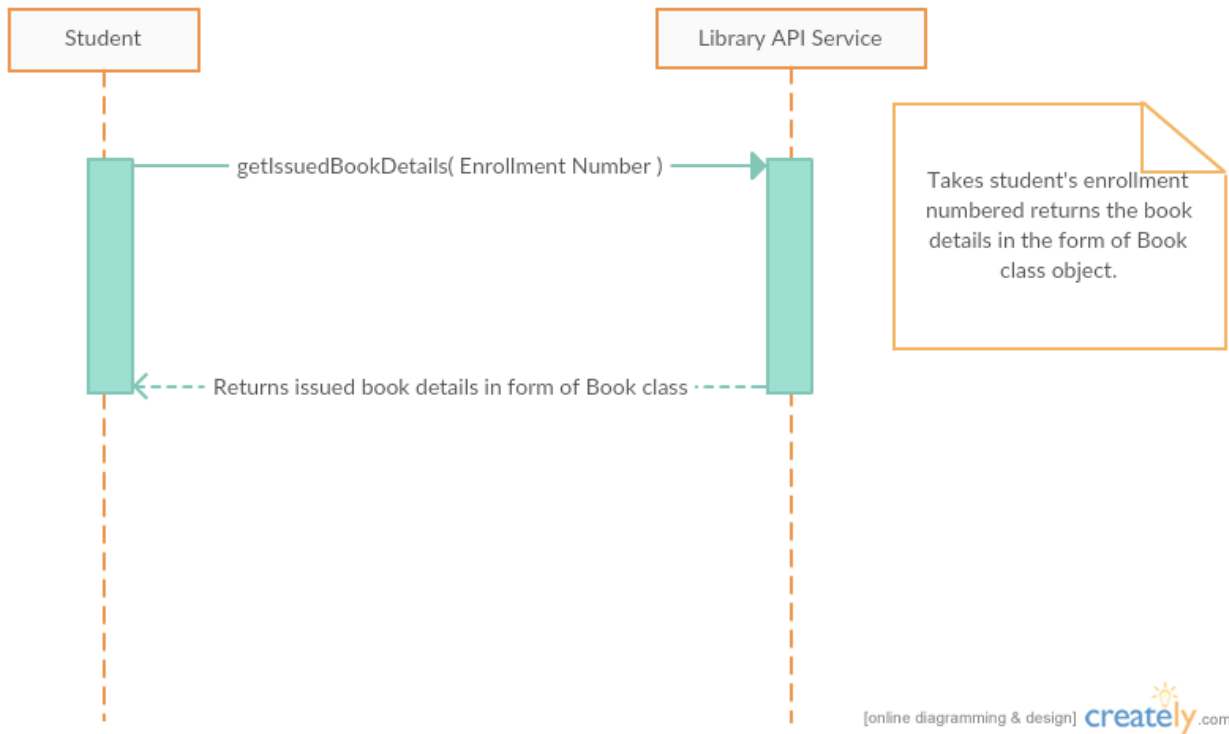 Student
Library API Service
getIssuedBookDetails( Enrollment Number )
Takes student's enrollment
numbered returns the book
details in the form of Book
class object.
Returns issued book details in form of Book class
[online diagramming & design] creately.com